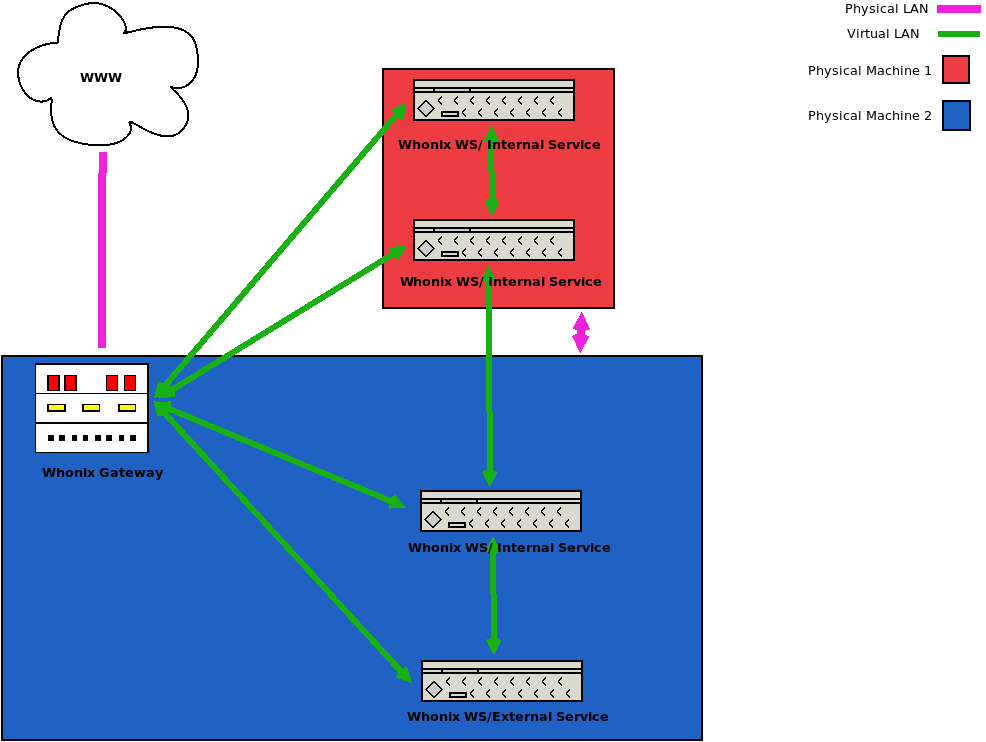 Physical LAN
Virtual LAN
Physical Machine 1
Physical Machine 2
www
Whonix WS/ Internal Service
Whonix WS/ Internal Service
Whonix Gateway
Whonix WS/ Internal Service
Whonix WS/External Service